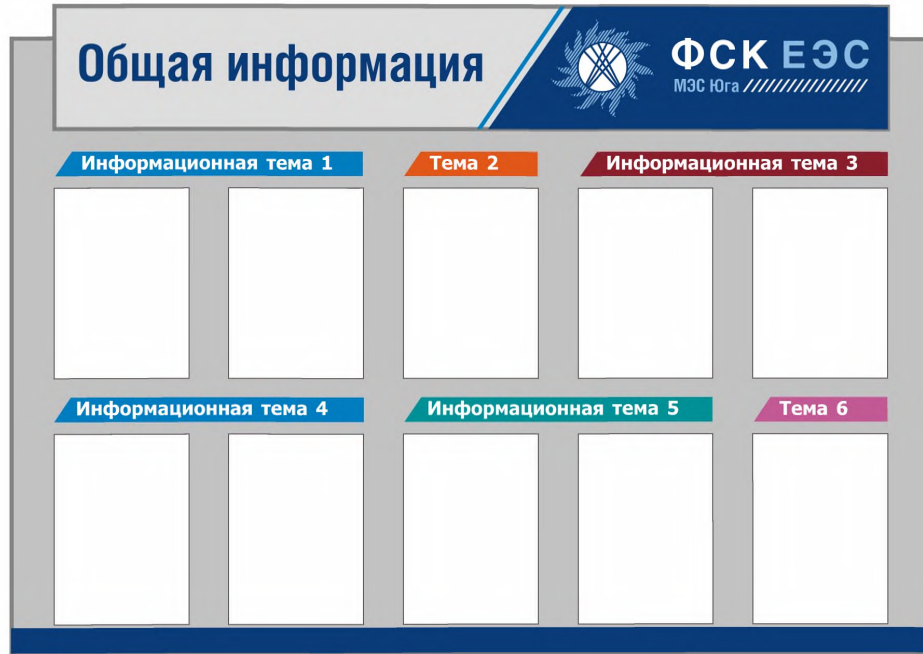 Общая информация
ФСК ЕЭС
МЭС Юга
Информационная тема 1
Тема 2
Информационная тема 3
Информационная тема 4
Информационная тема 5
Тема 6